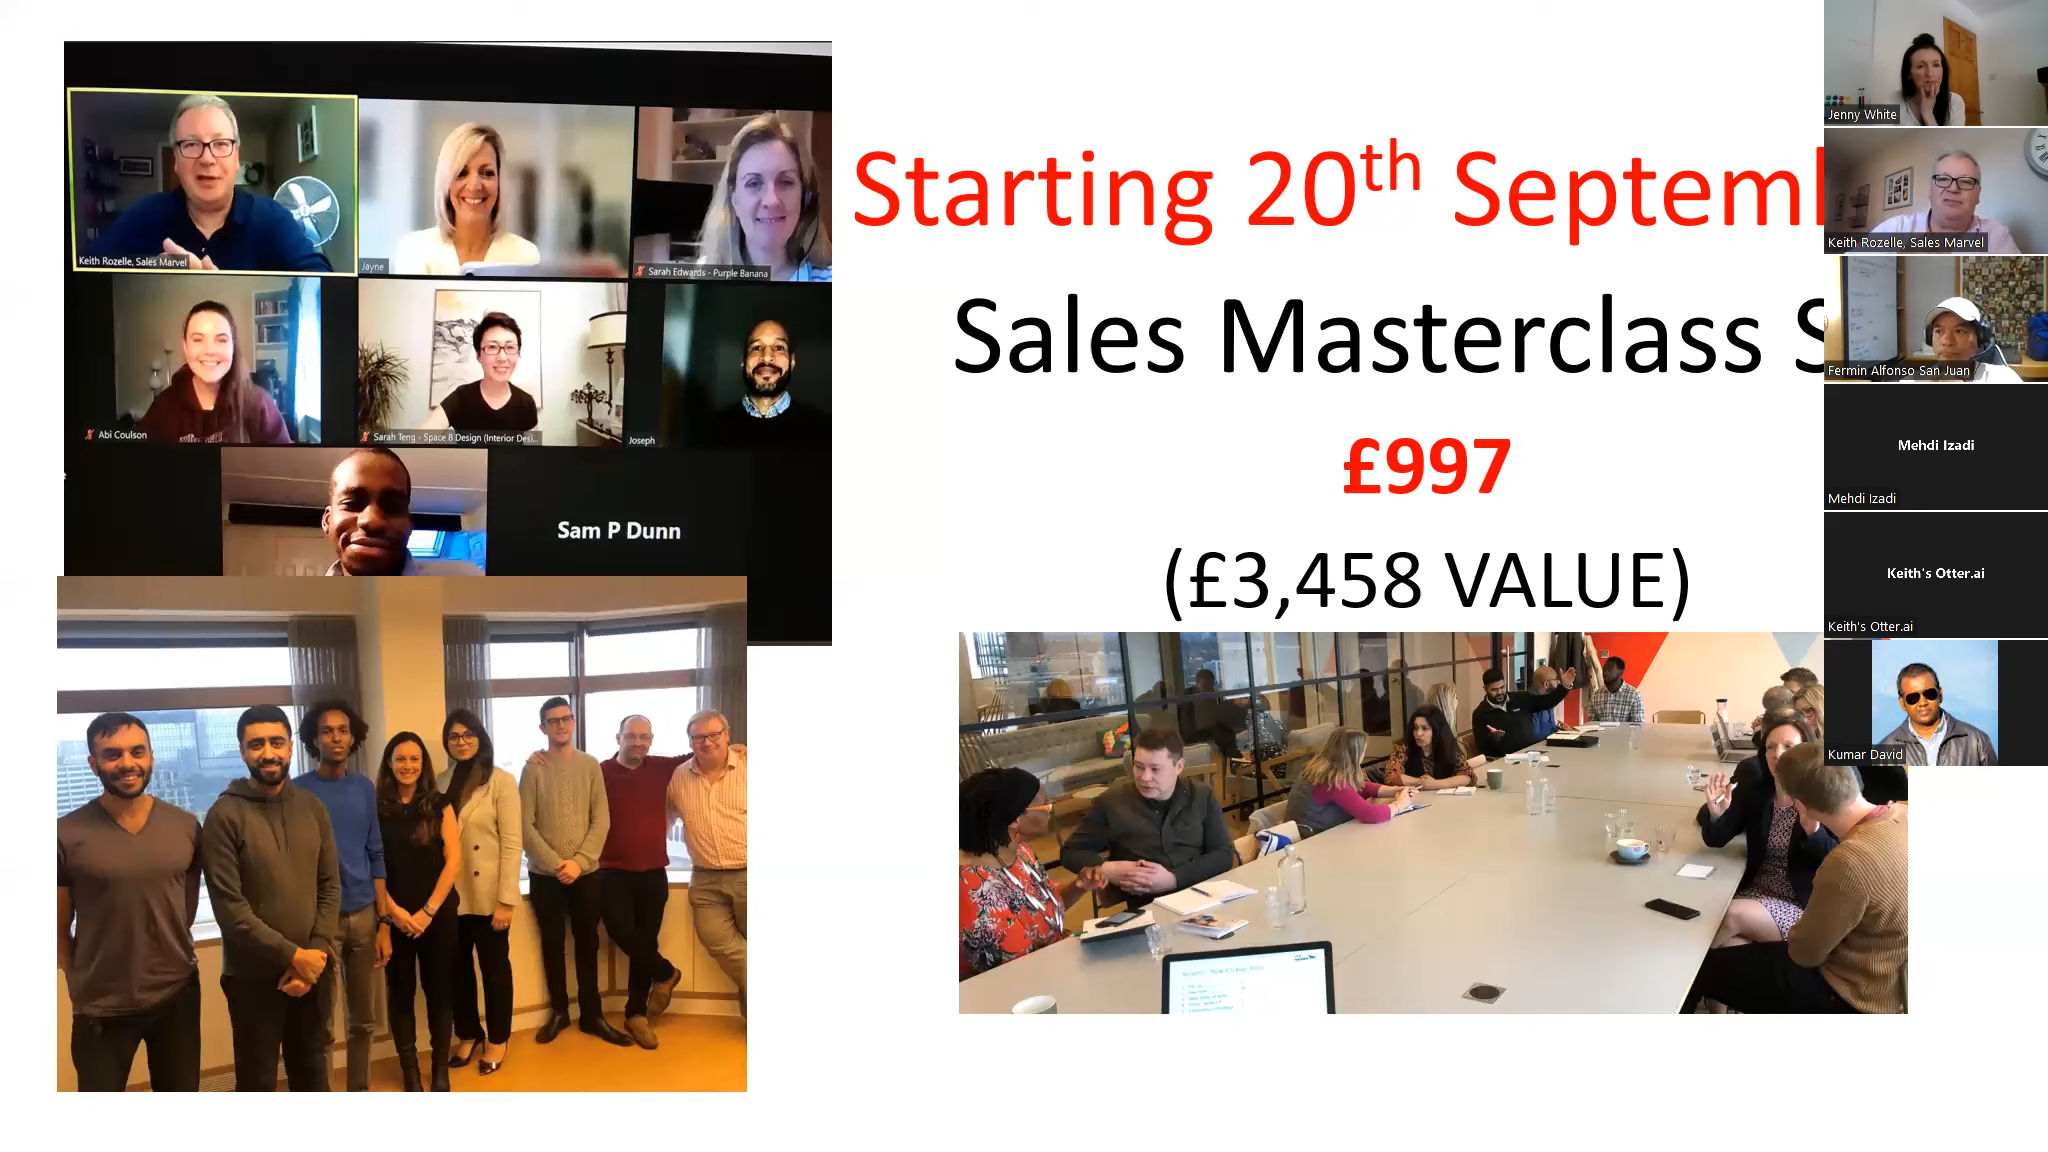 Keith Rozelle, Sales Marvel
Jayne
Sarah Edwards - Purple Banana
Abi Coulson
Sarah Teng - Space 8 Design (Interior Desi...
Joseph
Sam P Dunn
Starting 20th Septem
Sales Masterclass S
£997
(£3,458 VALUE)
Jenny White
Keith Rozelle, Sales Marvel
Fermin Alfonso San Juan
Mehdi Izadi
Mehdi Izadi
Keith's Otter.ai
Keith's Otter.ai
Kumar David